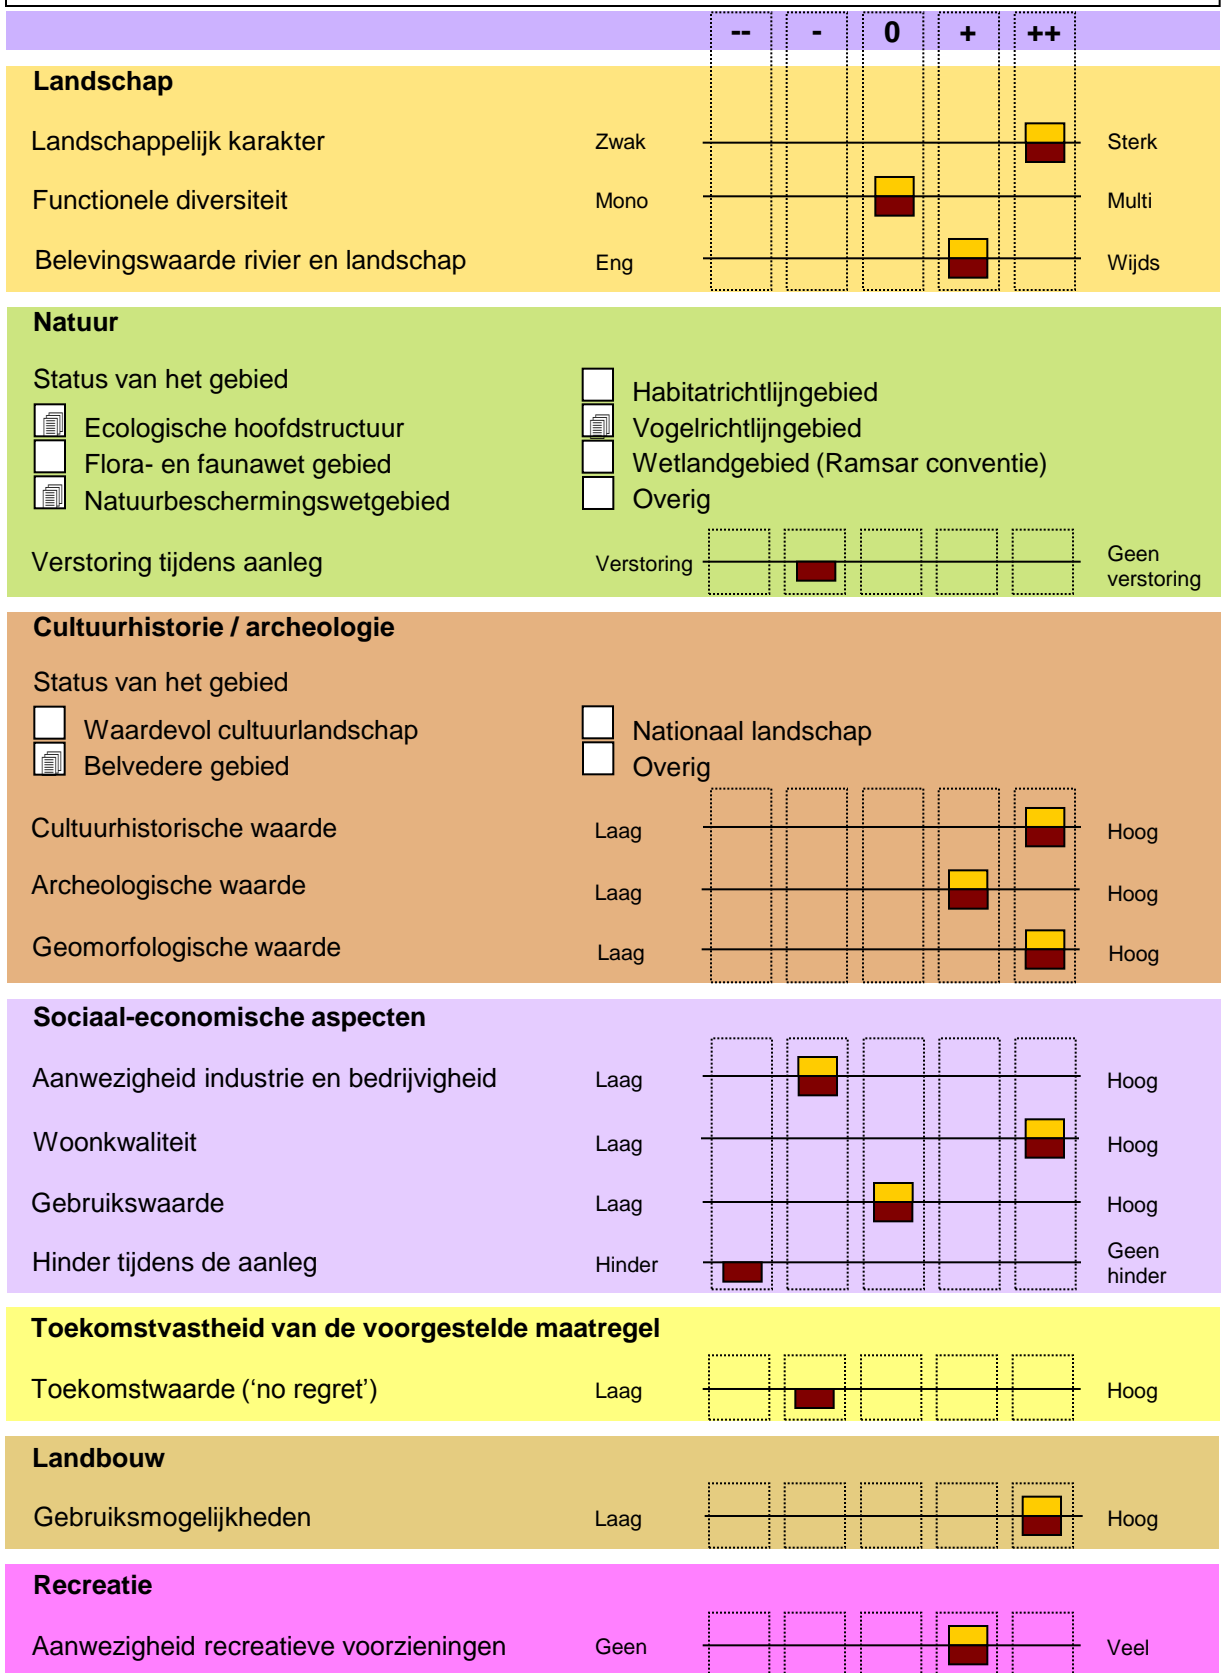 -- - 0 + ++
Landschap
Landschappelijk karakter Zwak Sterk
Functionele diversiteit Mono Multi
Belevingswaarde rivier en landschap Eng Wijds
Natuur
Status van het gebied
Habitatrichtlijngebied
Ecologische hoofdstructuur Vogelrichtlijngebied
Flora- en faunawet gebied Wetlandgebied (Ramsar conventie)
Natuurbeschermingswetgebied Overig
Verstoring tijdens aanleg Verstoring Geen
verstoring
Cultuurhistorie / archeologie
Status van het gebied
Waardevol cultuurlandschap Nationaal landschap
Belvedere gebied Overig
Cultuurhistorische waarde Laag Hoog
Archeologische waarde Laag Hoog
Geomorfologische waarde Laag Hoog
Sociaal-economische aspecten
Aanwezigheid industrie en bedrijvigheid Laag Hoog
Woonkwaliteit Laag Hoog
Gebruikswaarde Laag Hoog
Hinder tijdens de aanleg Hinder Geen
hinder
Toekomstvastheid van de voorgestelde maatregel
Toekomstwaarde (‘no regret’) Laag Hoog
Landbouw
Gebruiksmogelijkheden Laag Hoog
Recreatie
Aanwezigheid recreatieve voorzieningen Geen Veel